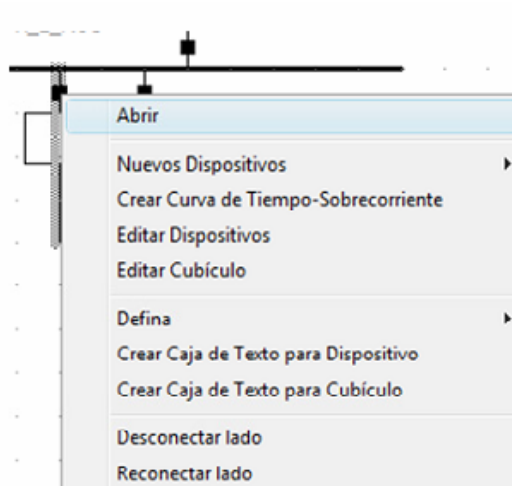 Abrir
Nuevos Dispositivos
Crear Curva de Tiempo-Sobrecorriente
Editar Dispositivos
Editar Cubículo
Defina
Crear Caja de Texto para Dispositivo
Crear Caja de Texto para Cubículo
Desconectar lado
Reconectar lado